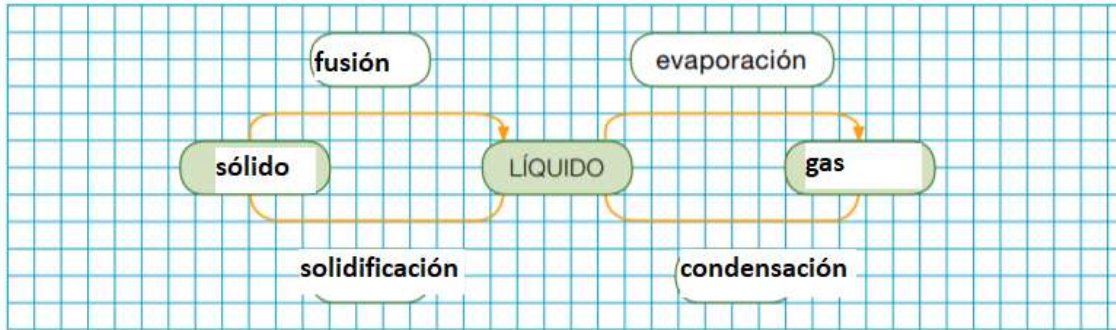 fusión
evaporación
sólido
LÍQUIDO
gas
solidificación
condensación